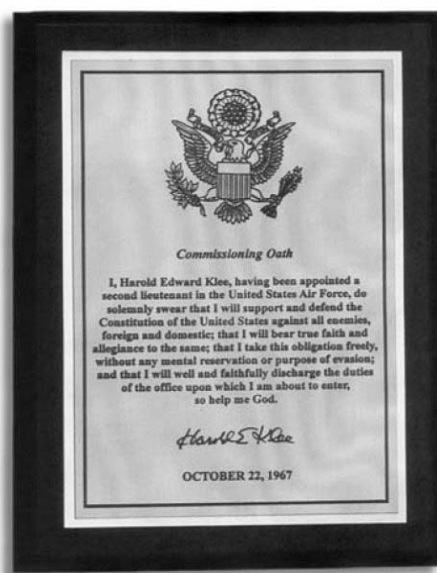 Commissioning Oath
I, Harold Edward Klee, having been appointed a
second lieutenant in the United States Air Force, do
solemnly swear that I will support and defend the
Constitution of the United States against all enemies,
foreign and domestic; that I will bear true faith and
allegiance to the same; that I take this obligation freely,
without any mental reservation or purpose of evasion;
and that I will well and faithfully discharge the duties
of the office upon which I am about to enter,
so help me God.
Harold E Klee
OCTOBER 22, 1967